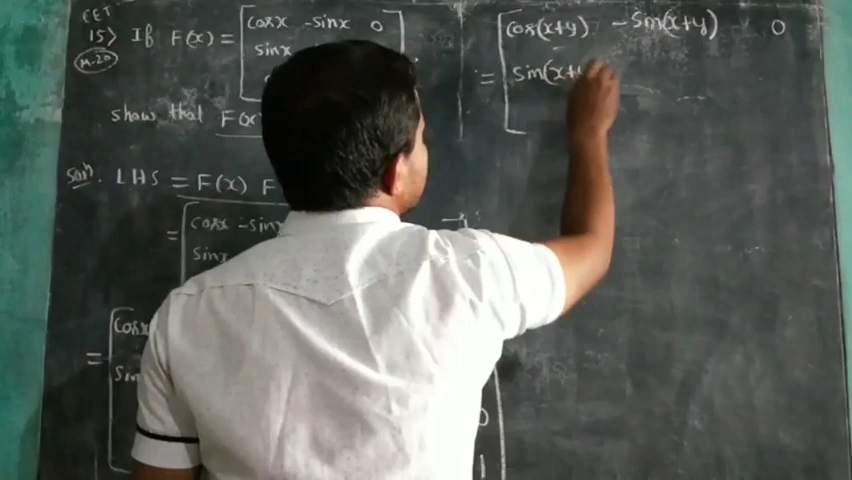 CET
15> If F(x) = cosx -sinx 0
M-20 sinx
show that F(x
Soln. LHS = F(x) F
= cosx -sinx
sinx
= cosx
sin
0
cos(x+y) -sin(x+y) 0
= sin(x+y